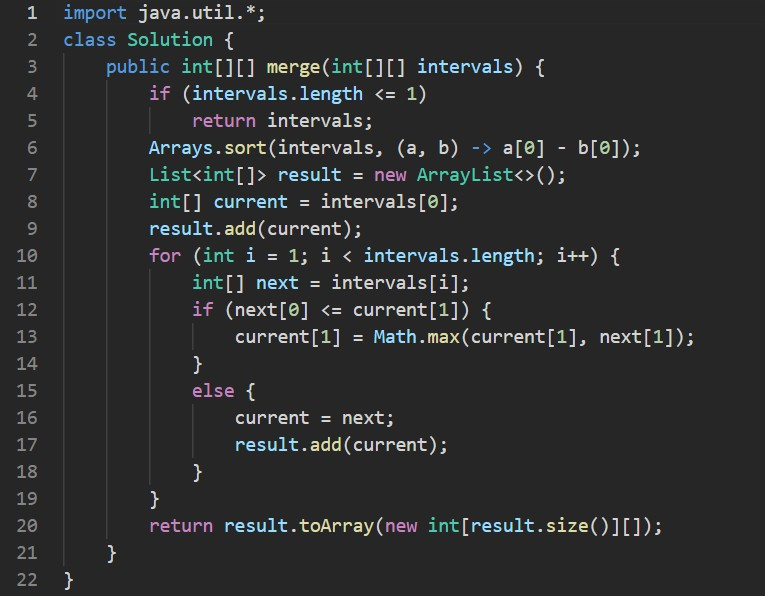 1 import java.util.*;
2 class Solution {
3     public int[][] merge(int[][] intervals) {
4         if (intervals.length <= 1)
5             return intervals;
6         Arrays.sort(intervals, (a, b) -> a[0] - b[0]);
7         List<int[]> result = new ArrayList<>();
8         int[] current = intervals[0];
9         result.add(current);
10         for (int i = 1; i < intervals.length; i++) {
11             int[] next = intervals[i];
12             if (next[0] <= current[1]) {
13                 current[1] = Math.max(current[1], next[1]);
14             }
15             else {
16                 current = next;
17                 result.add(current);
18             }
19         }
20         return result.toArray(new int[result.size()][]);
21     }
22 }